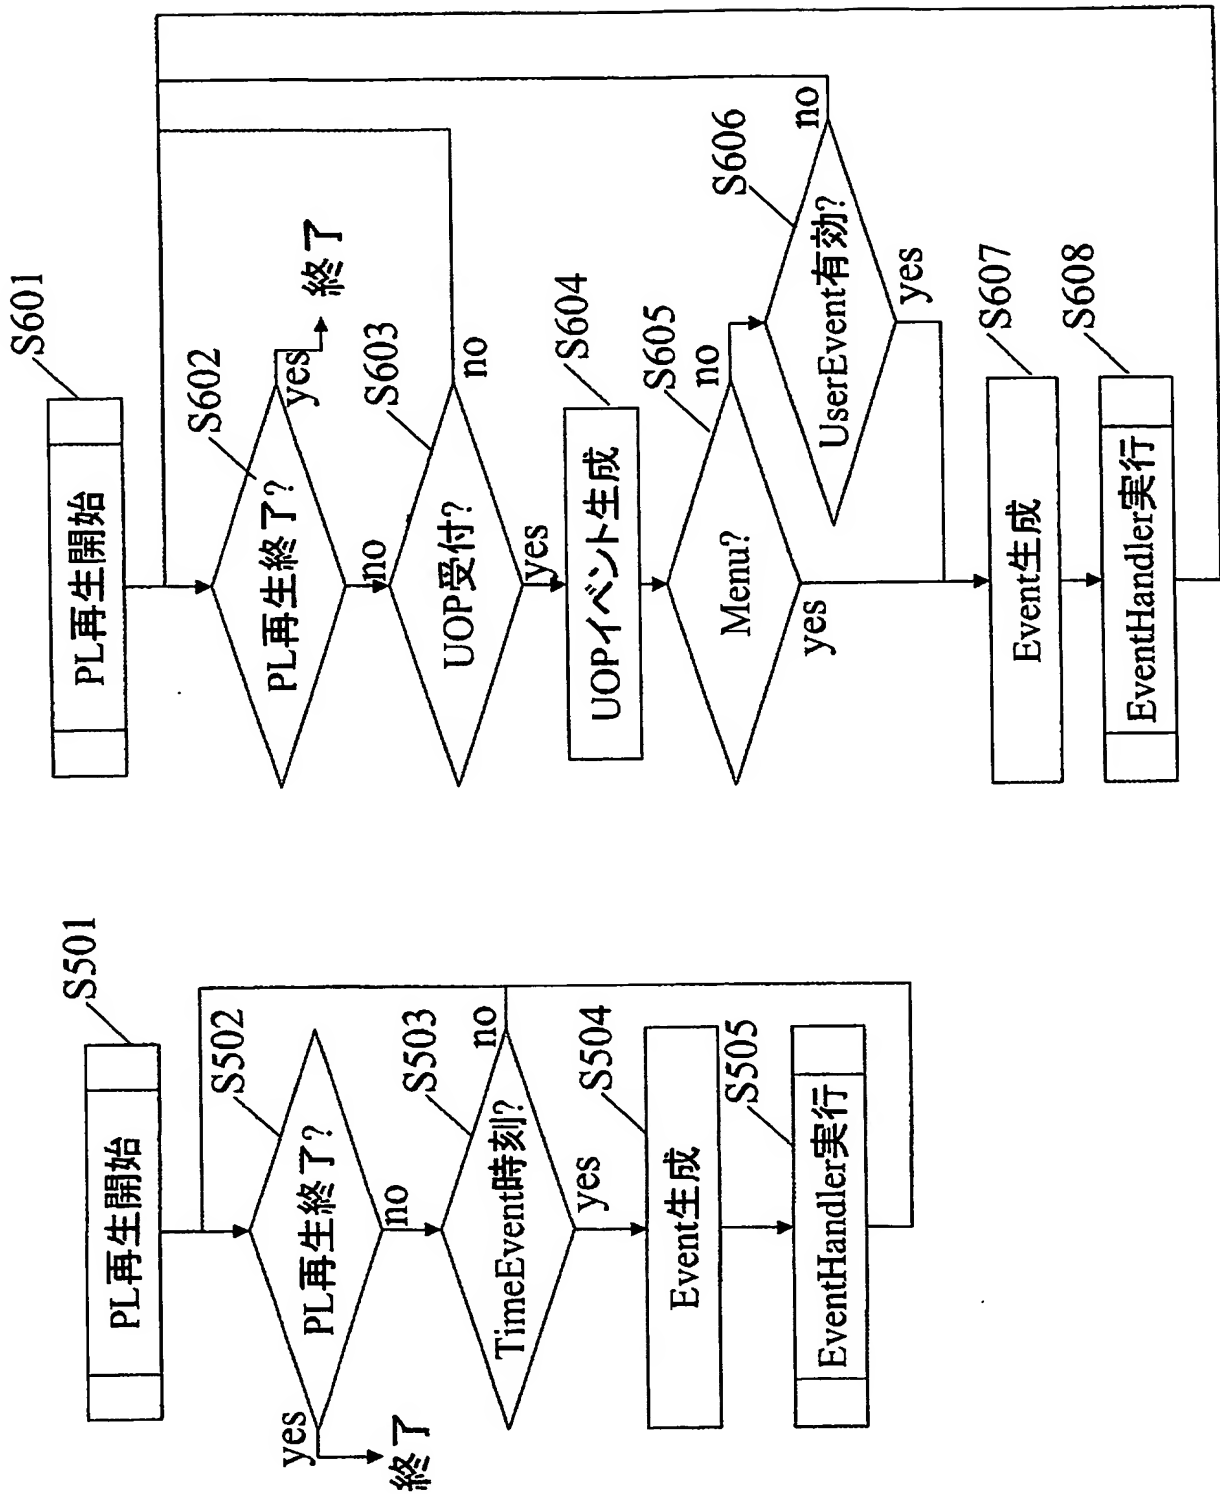 S501
PL再生開始
S502
PL再生終了?
yes
終了
no
S503
TimeEvent時刻?
no
yes
S504
Event生成
S505
EventHandler実行
S601
PL再生開始
S602
PL再生終了?
yes
終了
no
S603
UOP受付?
no
yes
S604
UOPイベント生成
S605
Menu?
no
yes
S606
UserEvent有効?
no
yes
S607
Event生成
S608
EventHandler実行